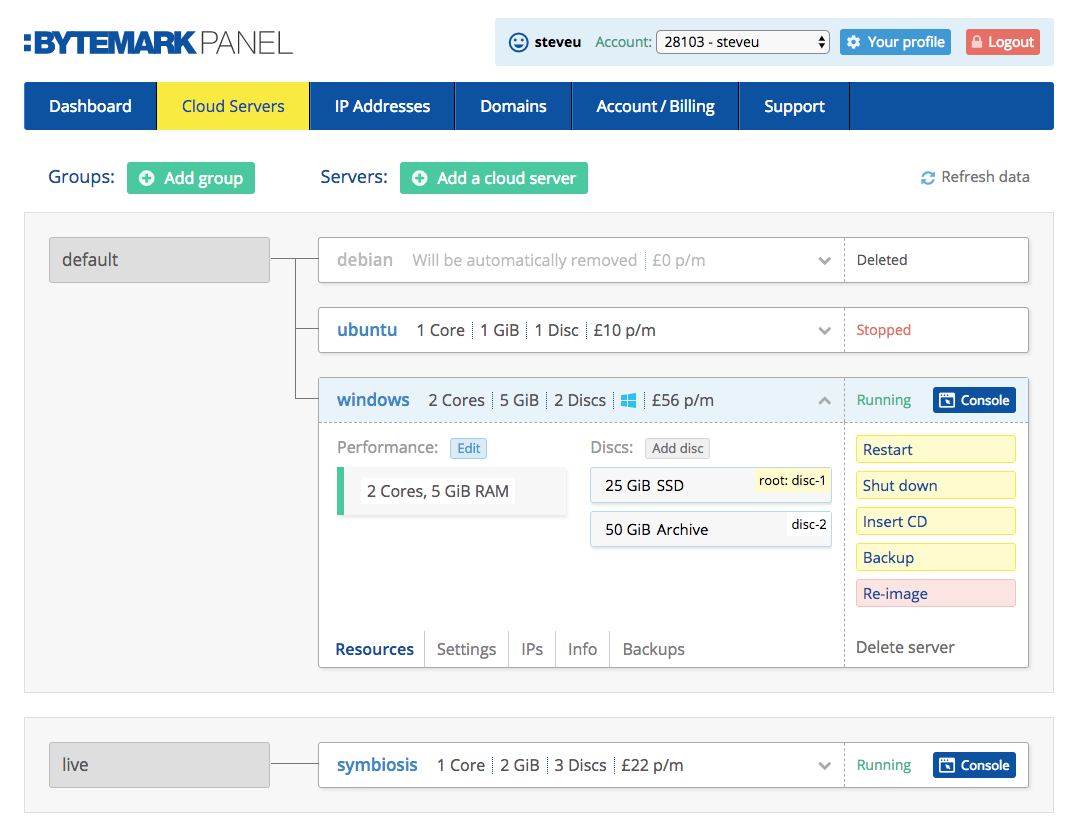 BYTEMARK PANEL
steveu Account: 28103 - steveu Your profile Logout
Dashboard Cloud Servers IP Addresses Domains Account / Billing Support
Groups: Add group Servers: Add a cloud server Refresh data
default
debian Will be automatically removed £0 p/m Deleted
ubuntu 1 Core 1 GiB 1 Disc £10 p/m Stopped
windows 2 Cores 5 GiB 2 Discs £56 p/m Running Console
Performance: Edit
2 Cores, 5 GiB RAM
Discs: Add disc
25 GiB SSD root: disc-1
50 GiB Archive disc-2
Restart
Shut down
Insert CD
Backup
Re-image
Resources Settings IPs Info Backups
Delete server
live
symbiosis 1 Core 2 GiB 3 Discs £22 p/m Running Console